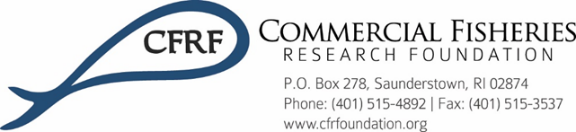 CFRF
COMMERCIAL FISHERIES
RESEARCH FOUNDATION
P.O. Box 278, Saunderstown, RI 02874
Phone: (401) 515-4892 | Fax: (401) 515-3537
www.cfrfoundation.org